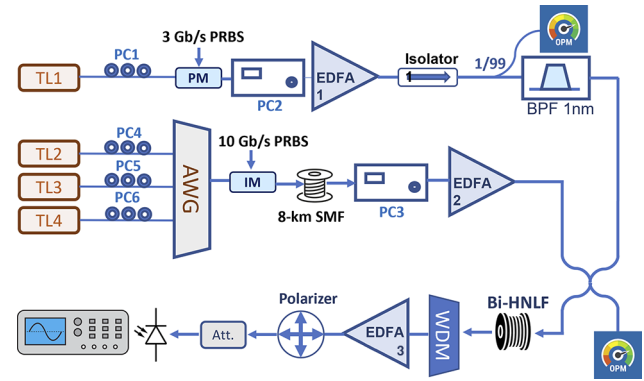 3 Gb/s PRBS
OPM
PC1
Isolator
TL1
PM
EDFA
1
1/99
PC2
BPF 1nm
PC4
10 Gb/s PRBS
TL2
PC5
AWG
TL3
IM
EDFA
2
PC6
PC3
TL4
8-km SMF
Polarizer
Bi-HNLF
Att.
EDFA
3
WDM
OPM